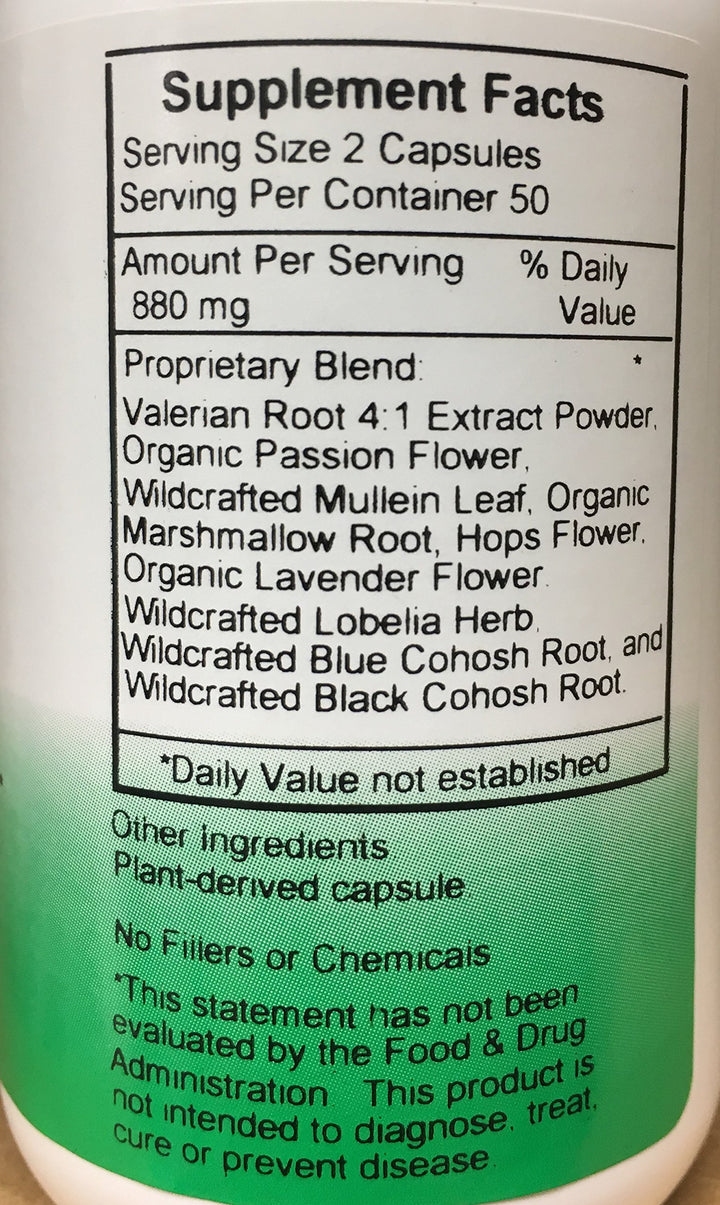 Supplement Facts
Serving Size 2 Capsules
Serving Per Container 50
Amount Per Serving % Daily
880 mg Value
Proprietary Blend: *
Valerian Root 4:1 Extract Powder,
Organic Passion Flower,
Wildcrafted Mullein Leaf, Organic
Marshmallow Root, Hops Flower,
Organic Lavender Flower.
Wildcrafted Lobelia Herb,
Wildcrafted Blue Cohosh Root, and
Wildcrafted Black Cohosh Root.
*Daily Value not established
Other ingredients
Plant-derived capsule
No Fillers or Chemicals
*This statement has not been
evaluated by the Food & Drug
Administration This product is
not intended to diagnose, treat,
cure or prevent disease.